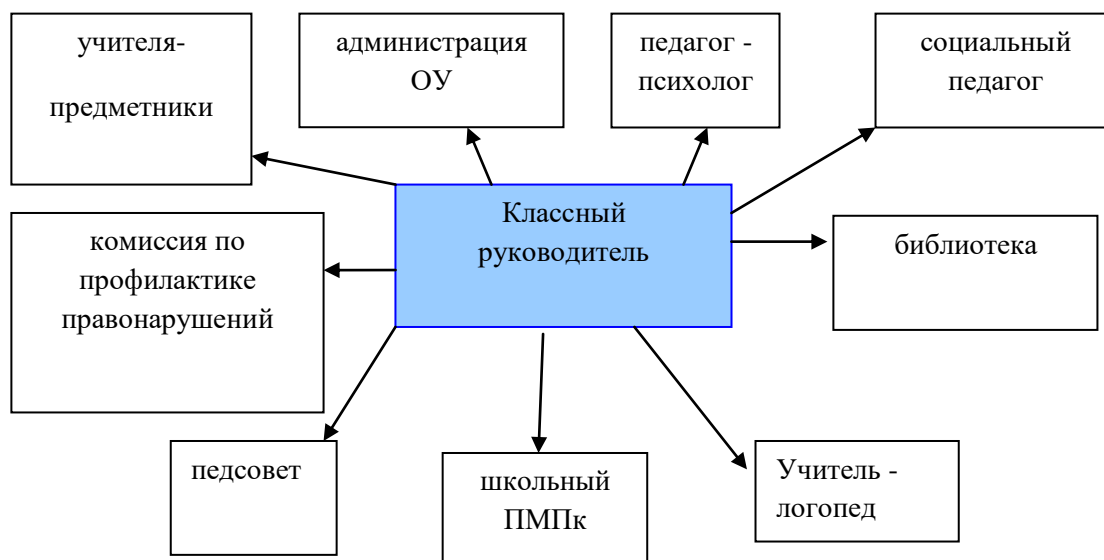 учителя-
предметники
администрация
ОУ
педагог -
психолог
социальный
педагог
Классный
руководитель
комиссия по
профилактике
правонарушений
библиотека
педсовет
школьный
ПМПк
Учитель -
логопед